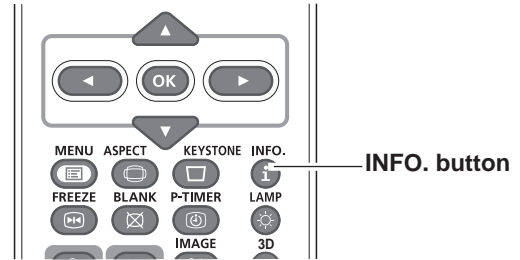 OK
MENU ASPECT KEYSTONE INFO.
INFO. button
FREEZE BLANK P-TIMER LAMP
IMAGE 3D